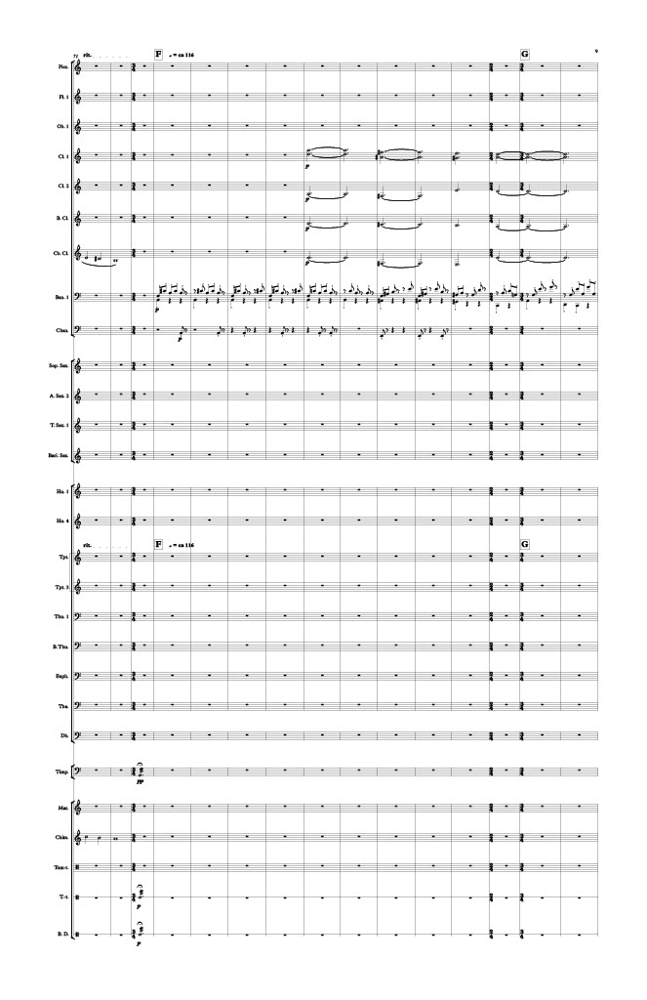 9
71 rit. F ♩ = ca 116 G
Picc.
Fl. 1
Ob. 1
Cl. 1
p
Cl. 2
p
B. Cl.
p
Cb. Cl.
p
Bsn. 1
p
Cbsn.
p
Sop. Sax.
A. Sax. 2
T. Sax. 1
Bari. Sax.
Hn. 1
Hn. 4
rit. F ♩ = ca 116 G
Tpt.
Tpt. 3
Tbn. 1
B. Tbn.
Euph.
Tba.
Db.
Timp.
pp
Mar.
Chim.
Tom-t.
T.-t.
p
B. D.
p